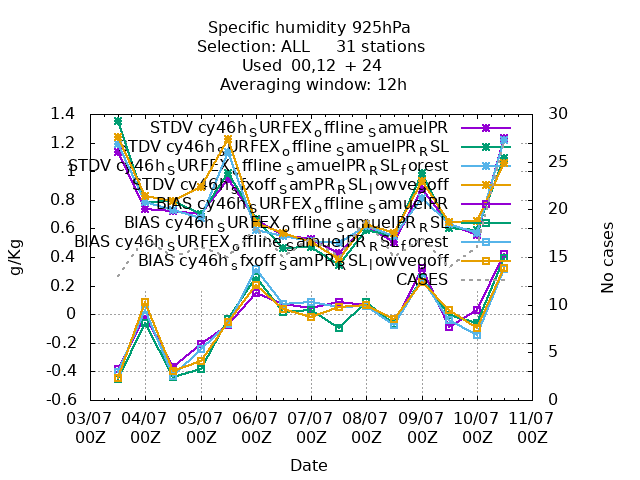 Specific humidity 925hPa
Selection: ALL 31 stations
Used 00,12 + 24
Averaging window: 12h
1.4
1.2
1
0.8
0.6
0.4
0.2
0
-0.2
-0.4
-0.6
g/Kg
30
25
20
15
10
5
0
No cases
STDV cy46h_SURFEX_offline_samuelPR
STDV cy46h_SURFEX_offline_samuelPR_RSL
STDV cy46h_SURFEX_offline_samuelPR_RSL_forest
STDV cy46h_sfxoff_samPR_RSL_lowvegoff
BIAS cy46h_SURFEX_offline_samuelPR
BIAS cy46h_SURFEX_offline_samuelPR_RSL
BIAS cy46h_SURFEX_offline_samuelPR_RSL_forest
BIAS cy46h_sfxoff_samPR_RSL_lowvegoff
CASES
03/07 04/07 05/07 06/07 07/07 08/07 09/07 10/07 11/07
00Z 00Z 00Z 00Z 00Z 00Z 00Z 00Z 00Z
Date